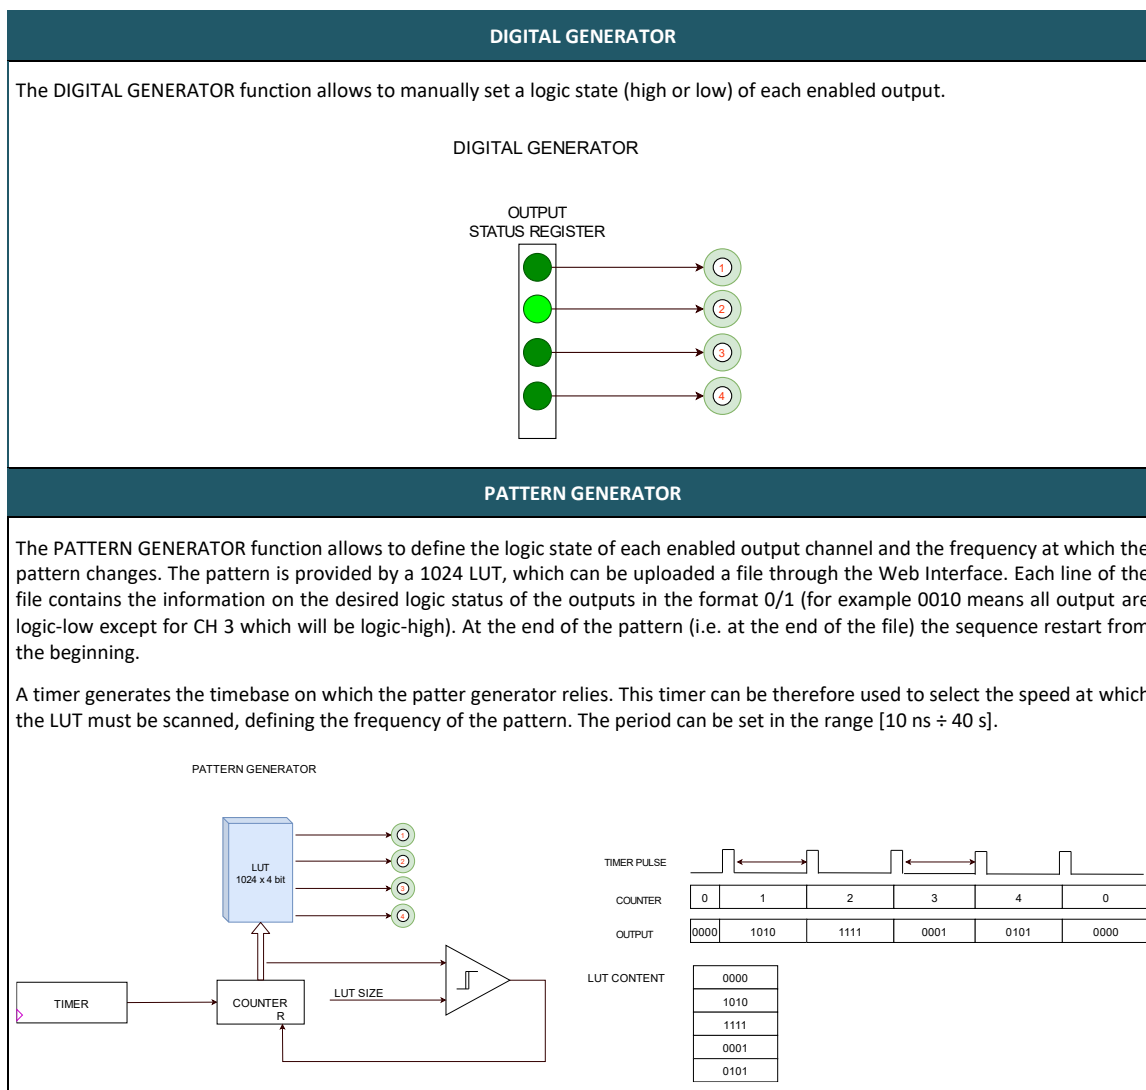 DIGITAL GENERATOR
The DIGITAL GENERATOR function allows to manually set a logic state (high or low) of each enabled output.
DIGITAL GENERATOR
OUTPUT
STATUS REGISTER
1
2
3
4
PATTERN GENERATOR
The PATTERN GENERATOR function allows to define the logic state of each enabled output channel and the frequency at which the
pattern changes. The pattern is provided by a 1024 LUT, which can be uploaded a file through the Web Interface. Each line of the
file contains the information on the desired logic status of the outputs in the format 0/1 (for example 0010 means all output are
logic-low except for CH 3 which will be logic-high). At the end of the pattern (i.e. at the end of the file) the sequence restart from
the beginning.
A timer generates the timebase on which the patter generator relies. This timer can be therefore used to select the speed at which
the LUT must be scanned, defining the frequency of the pattern. The period can be set in the range [10 ns ÷ 40 s].
PATTERN GENERATOR
LUT
1024 x 4 bit
1
2
3
4
TIMER
COUNTER
R
LUT SIZE
TIMER PULSE
COUNTER 0 1 2 3 4 0
OUTPUT 0000 1010 1111 0001 0101 0000
LUT CONTENT 0000
1010
1111
0001
0101